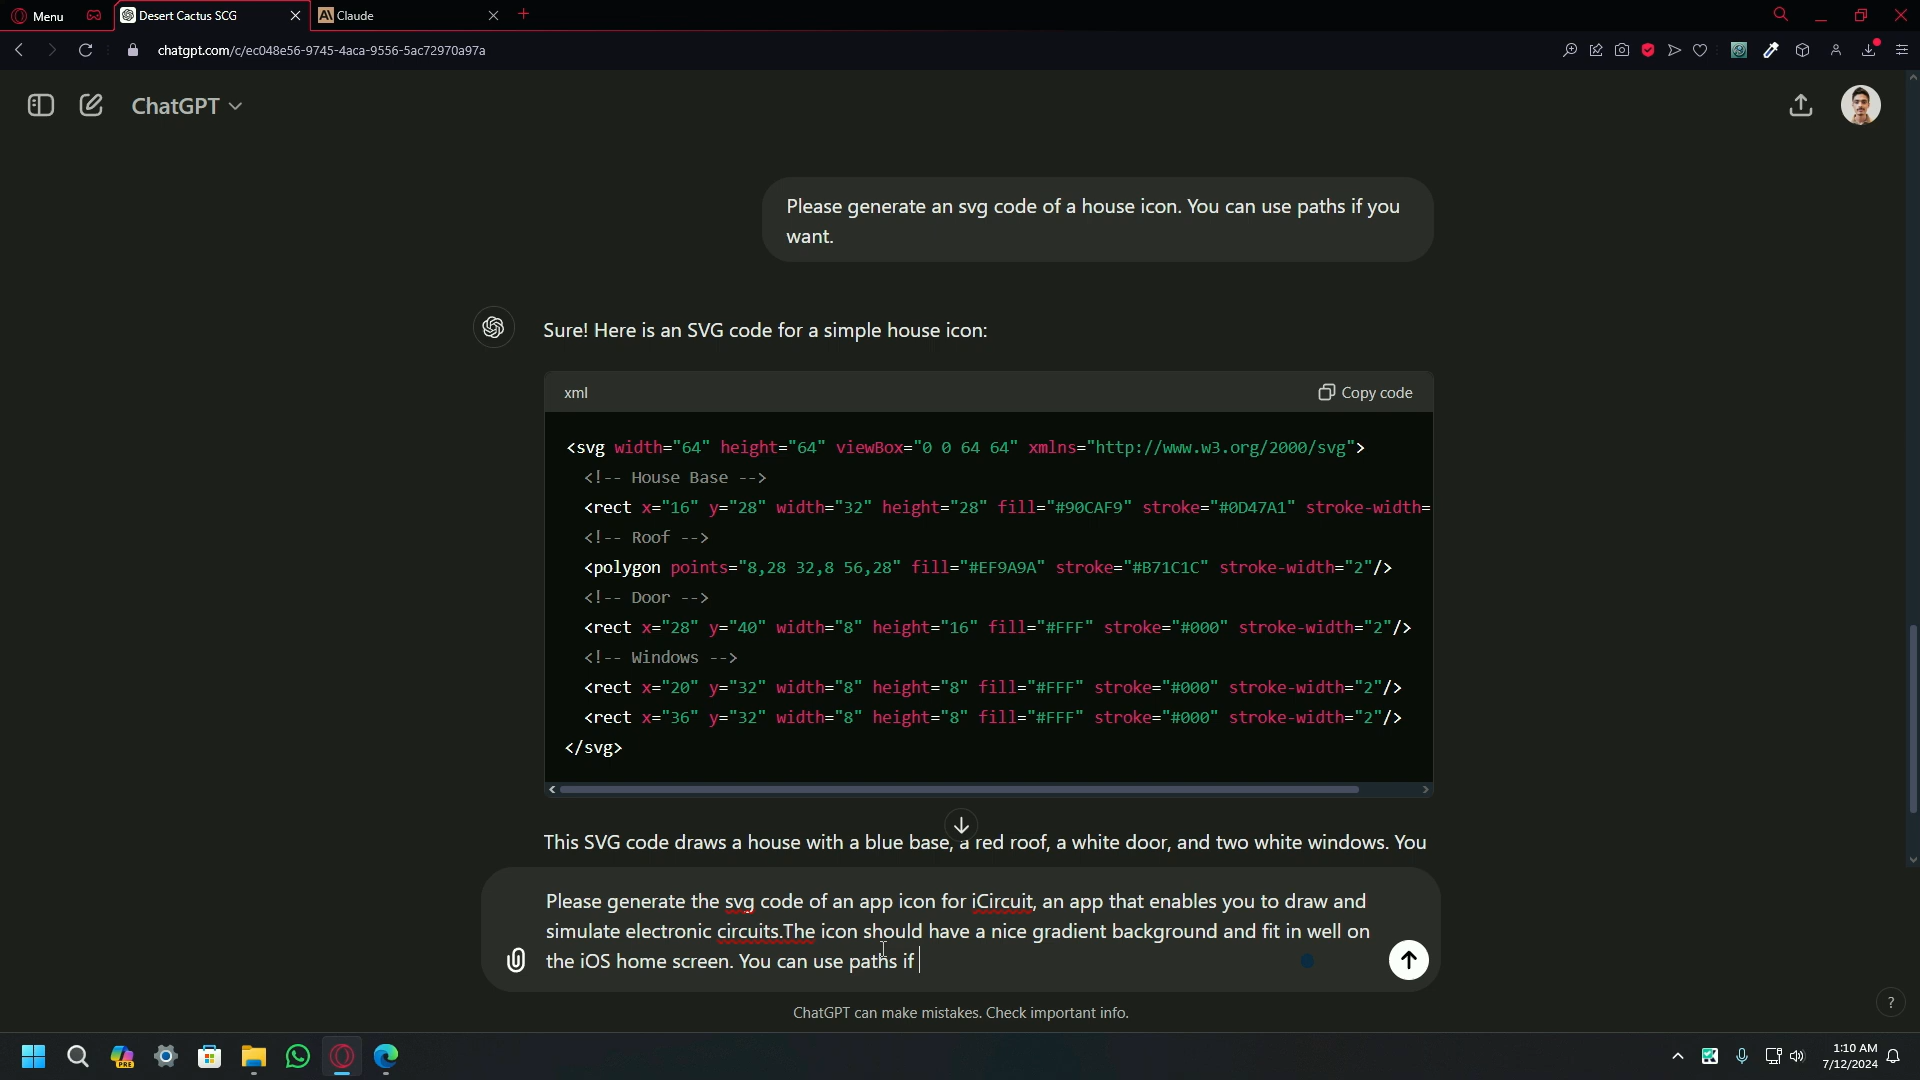 Menu
Desert Cactus SCG
Claude
chatgpt.com/c/ec048e56-9745-4aca-9556-5ac72970a97a
ChatGPT
Please generate an svg code of a house icon. You can use paths if you
want.
Sure! Here is an SVG code for a simple house icon:
xml
Copy code
<svg width="64" height="64" viewBox="0 0 64 64" xmlns="http://www.w3.org/2000/svg">
<!-- House Base -->
<rect x="16" y="28" width="32" height="28" fill="#90CAF9" stroke="#0D47A1" stroke-width=
<!-- Roof -->
<polygon points="8,28 32,8 56,28" fill="#EF9A9A" stroke="#B71C1C" stroke-width="2"/>
<!-- Door -->
<rect x="28" y="40" width="8" height="16" fill="#FFF" stroke="#000" stroke-width="2"/>
<!-- Windows -->
<rect x="20" y="32" width="8" height="8" fill="#FFF" stroke="#000" stroke-width="2"/>
<rect x="36" y="32" width="8" height="8" fill="#FFF" stroke="#000" stroke-width="2"/>
</svg>
This SVG code draws a house with a blue base, a red roof, a white door, and two white windows. You
Please generate the svg code of an app icon for iCircuit, an app that enables you to draw and
simulate electronic circuits.The icon should have a nice gradient background and fit in well on
the iOS home screen. You can use paths if
ChatGPT can make mistakes. Check important info.
?
PRE
1:10 AM
7/12/2024